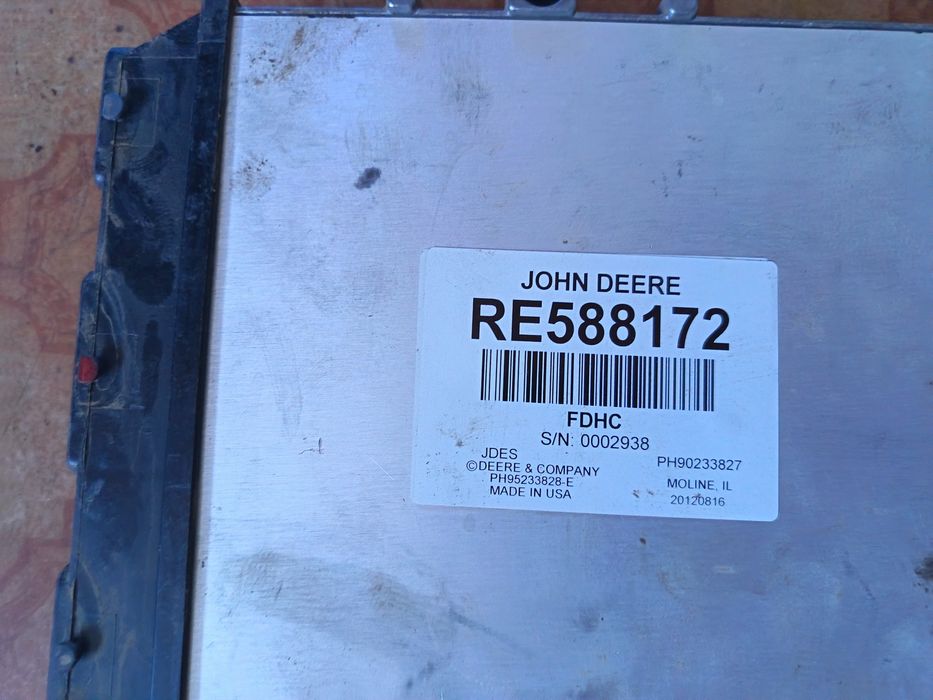 JOHN DEERE
RE588172
FDHC
S/N: 0002938
JDES
©DEERE & COMPANY
PH95233828-E
MADE IN USA
PH90233827
MOLINE, IL
20120816